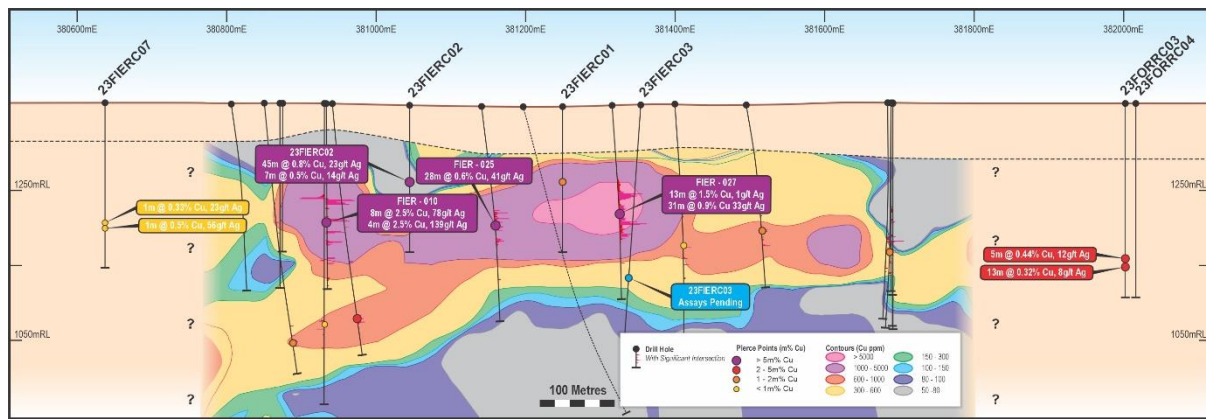 380600mE
380800mE
381000mE
381200mE
381400mE
381600mE
381800mE
382000mE
23FIERC07
23FIERC02
23FIERC01
23FIERC03
23FORRC03
23FORRC04
1250mRL
1250mRL
1050mRL
1050mRL
?
?
?
?
?
?
?
?
23FIERC02
45m @ 0.8% Cu, 23g/t Ag
7m @ 0.5% Cu, 14g/t Ag
FIER - 025
28m @ 0.6% Cu, 41g/t Ag
FIER - 010
8m @ 2.5% Cu, 78g/t Ag
4m @ 2.5% Cu, 139g/t Ag
FIER - 027
13m @ 1.5% Cu, 1g/t Ag
31m @ 0.9% Cu 33g/t Ag
1m @ 0.33% Cu, 23g/t Ag
1m @ 0.5% Cu, 56g/t Ag
5m @ 0.44% Cu, 12g/t Ag
13m @ 0.32% Cu, 8g/t Ag
23FIERC03
Assays Pending
100 Metres
Drill Hole
With Significant Intersection
Pierce Points (m% Cu)
> 5m% Cu
2 - 5m% Cu
1 - 2m% Cu
< 1m% Cu
Contours (Cu ppm)
> 5000
1000 - 5000
600 - 1000
300 - 600
150 - 300
100 - 150
80 - 100
50 - 80